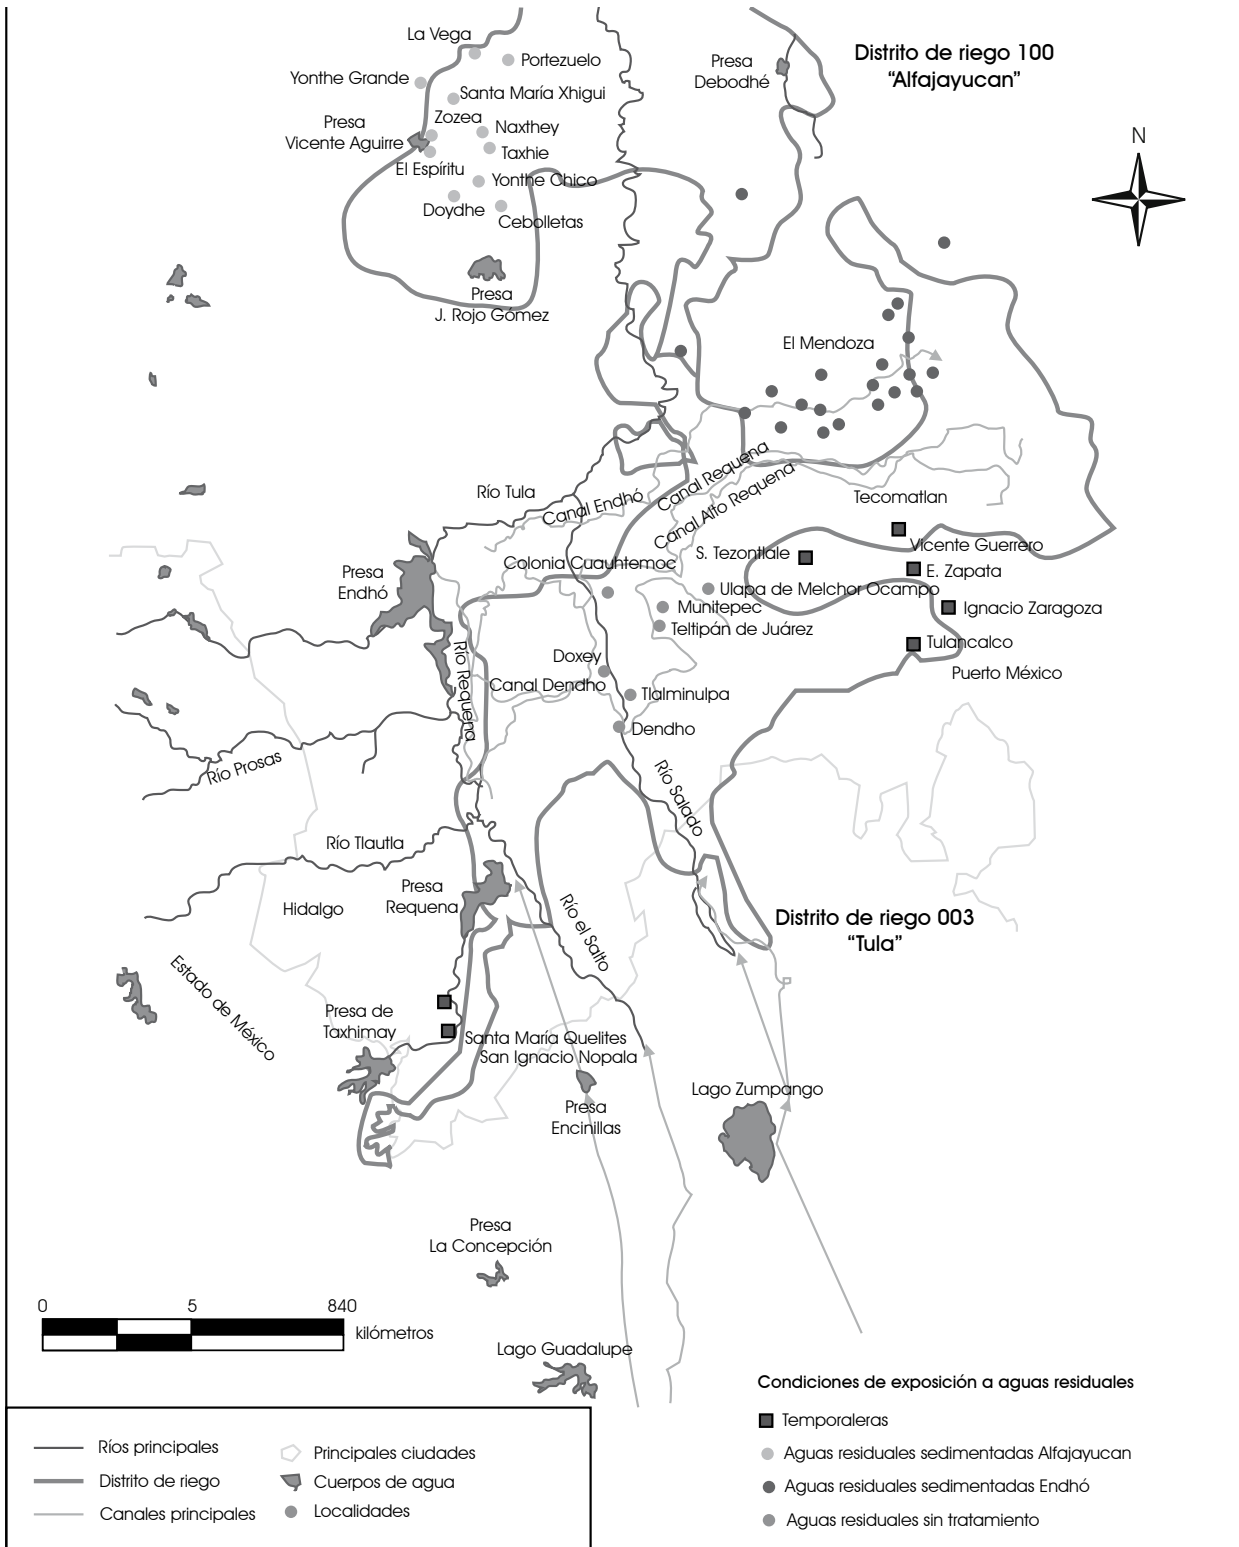 La Vega
Portezuelo
Yonthe Grande
Santa María Xhigui
Zozea
Presa
Vicente Aguirre
Naxthey
Taxhie
El Espíritu
Yonthe Chico
Doydhe
Cebolletas
Presa
J. Rojo Gómez
Presa
Debodhé
Distrito de riego 100
“Alfajayucan”
N
El Mendoza
Río Tula
Canal Endhó
Canal Requena
Canal Alto Requena
Tecomatlan
Vicente Guerrero
S. Tezontlale
E. Zapata
Colonia Cuauhtemoc
Presa
Endhó
Ulapa de Melchor Ocampo
Munitepec
Ignacio Zaragoza
Teltipán de Juárez
Tulancalco
Puerto México
Doxey
Canal Dendho
Río Requena
Tlalminulpa
Dendho
Río Prosas
Río Salado
Río Tlautla
Presa
Requena
Hidalgo
Río el Salto
Distrito de riego 003
“Tula”
Estado de México
Presa de
Taxhimay
Santa María Quelites
San Ignacio Nopala
Presa
Encinillas
Lago Zumpango
Presa
La Concepción
0 5 840
kilómetros
Lago Guadalupe
Ríos principales
Distrito de riego
Canales principales
Principales ciudades
Cuerpos de agua
Localidades
Condiciones de exposición a aguas residuales
Temporaleras
Aguas residuales sedimentadas Alfajayucan
Aguas residuales sedimentadas Endhó
Aguas residuales sin tratamiento